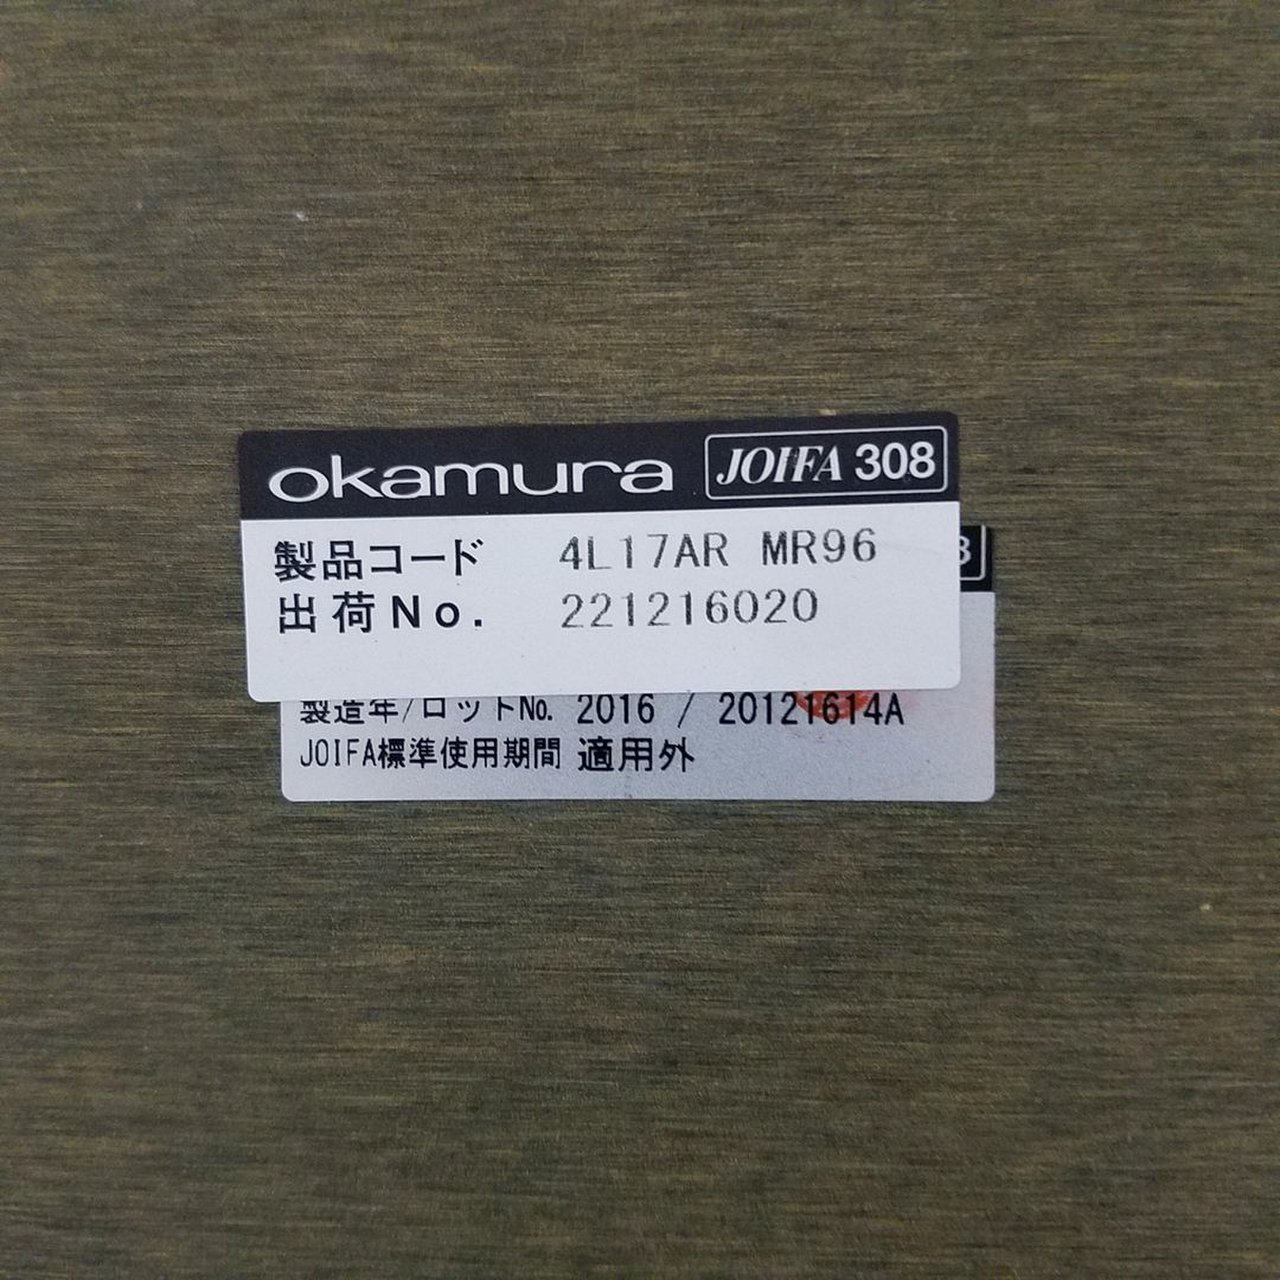 okamura JOIFA 308
製品コード 4L17AR MR96
出荷No. 221216020
製造年/ロットNo. 2016 / 20121614A
JOIFA標準使用期間 適用外